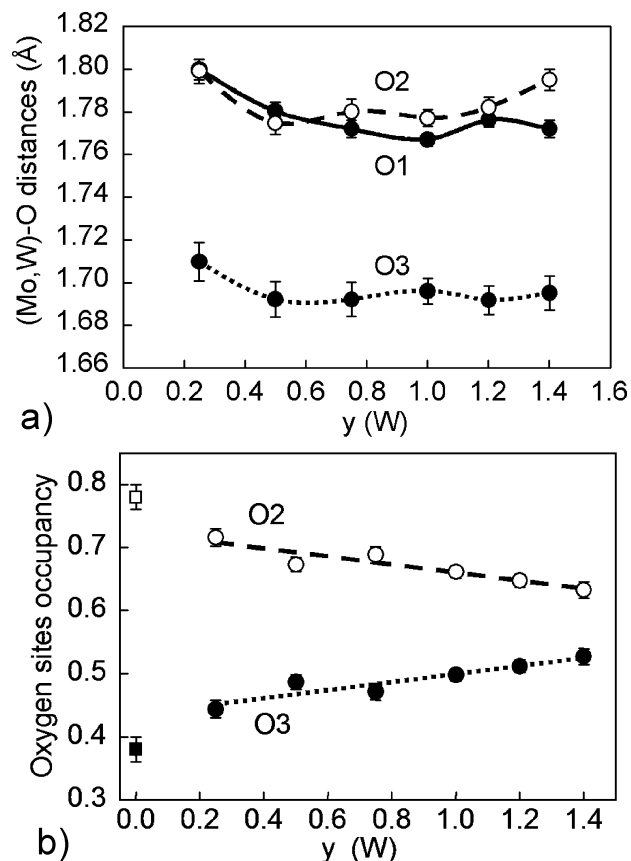 (Mo,W)-O distances (Å)
1.80
1.78
1.76
1.74
1.72
1.70
1.68
1.66
O2
O1
O3
0.0 0.2 0.4 0.6 0.8 1.0 1.2 1.4 1.6
y (W)
a)
Oxygen sites occupancy
0.8
0.7
0.6
0.5
0.4
0.3
O2
O3
0.0 0.2 0.4 0.6 0.8 1.0 1.2 1.4
y (W)
b)